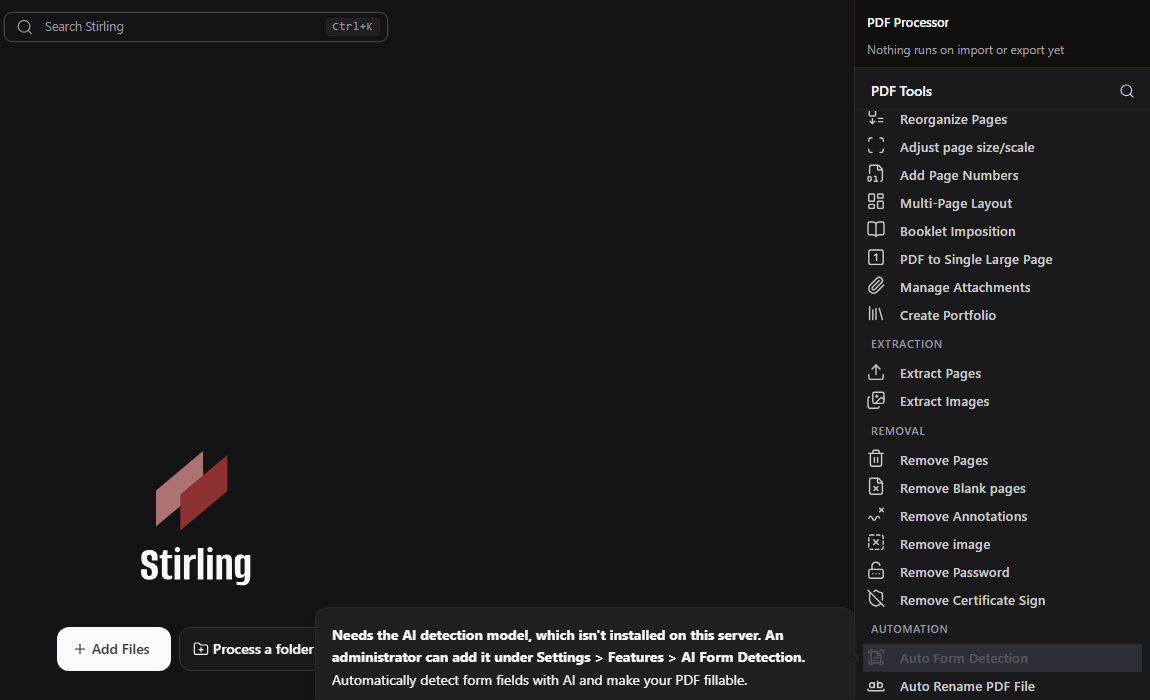 Search Stirling
Ctrl+K
PDF Processor
Nothing runs on import or export yet
PDF Tools
Reorganize Pages
Adjust page size/scale
Add Page Numbers
Multi-Page Layout
Booklet Imposition
PDF to Single Large Page
Manage Attachments
Create Portfolio
EXTRACTION
Extract Pages
Extract Images
REMOVAL
Remove Pages
Remove Blank pages
Remove Annotations
Remove image
Remove Password
Remove Certificate Sign
AUTOMATION
Auto Form Detection
Auto Rename PDF File
Stirling
Add Files
Process a folder
Needs the AI detection model, which isn't installed on this server. An
administrator can add it under Settings > Features > AI Form Detection.
Automatically detect form fields with AI and make your PDF fillable.